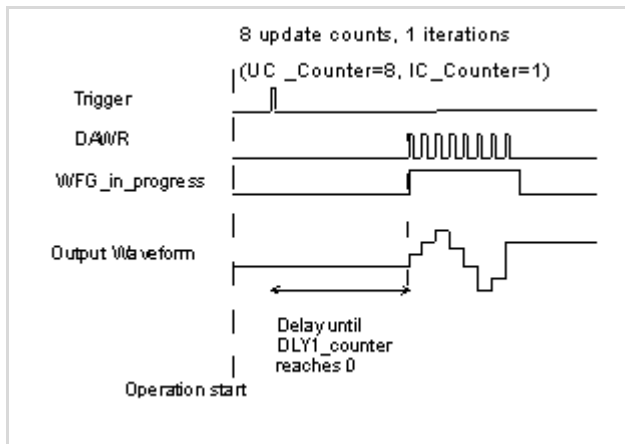 8 update counts, 1 iterations
(UC _Counter=8, IC_Counter=1)
Trigger
DAWR
WFG_in_progress
Output Waveform
Delay until
DLY1_counter
reaches 0
Operation start